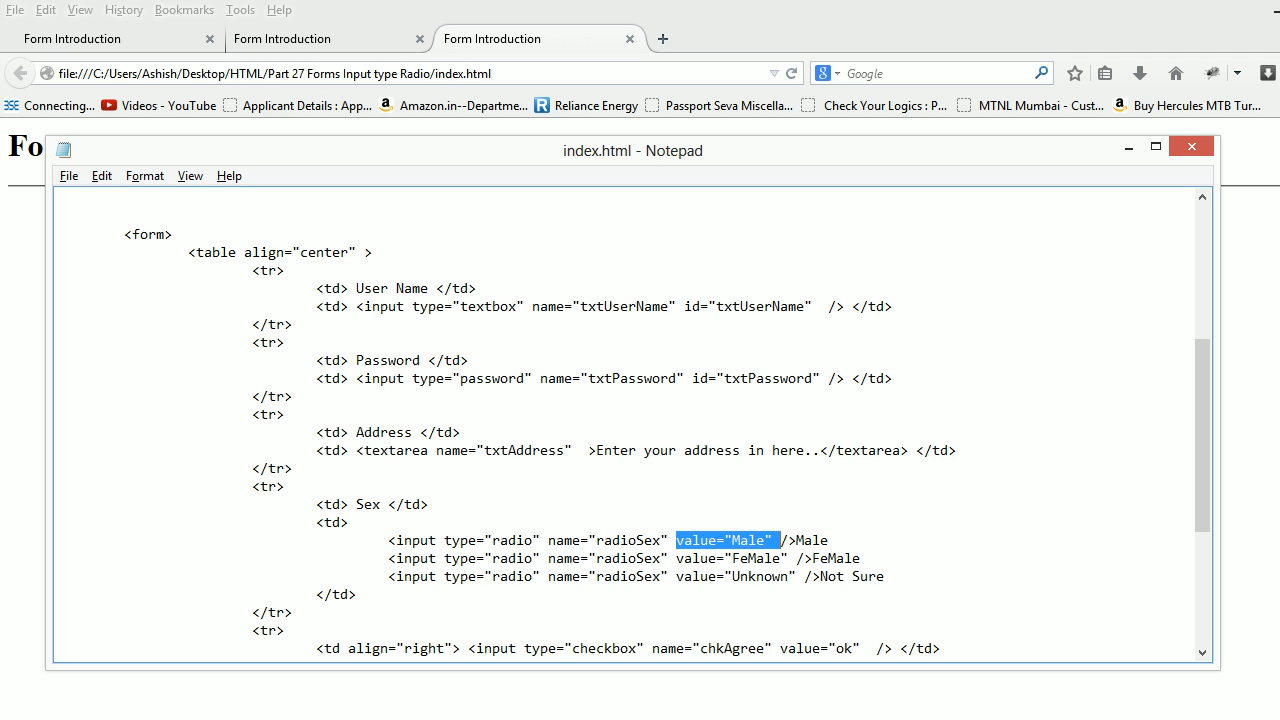 File Edit View History Bookmarks Tools Help
Form Introduction Form Introduction Form Introduction
file:///C:/Users/Ashish/Desktop/HTML/Part 27 Forms Input type Radio/index.html Google
Connecting... Videos - YouTube Applicant Details : App... Amazon.in--Departme... Reliance Energy Passport Seva Miscella... Check Your Logics : P... MTNL Mumbai - Cust... Buy Hercules MTB Tur...
Fo
index.html - Notepad
File Edit Format View Help
<form>
<table align="center" >
<tr>
<td> User Name </td>
<td> <input type="textbox" name="txtUserName" id="txtUserName"  /> </td>
</tr>
<tr>
<td> Password </td>
<td> <input type="password" name="txtPassword" id="txtPassword" /> </td>
</tr>
<tr>
<td> Address </td>
<td> <textarea name="txtAddress"  >Enter your address in here..</textarea> </td>
</tr>
<tr>
<td> Sex </td>
<td>
<input type="radio" name="radioSex" value="Male" />Male
<input type="radio" name="radioSex" value="FeMale" />FeMale
<input type="radio" name="radioSex" value="Unknown" />Not Sure
</td>
</tr>
<tr>
<td align="right"> <input type="checkbox" name="chkAgree" value="ok"  /> </td>